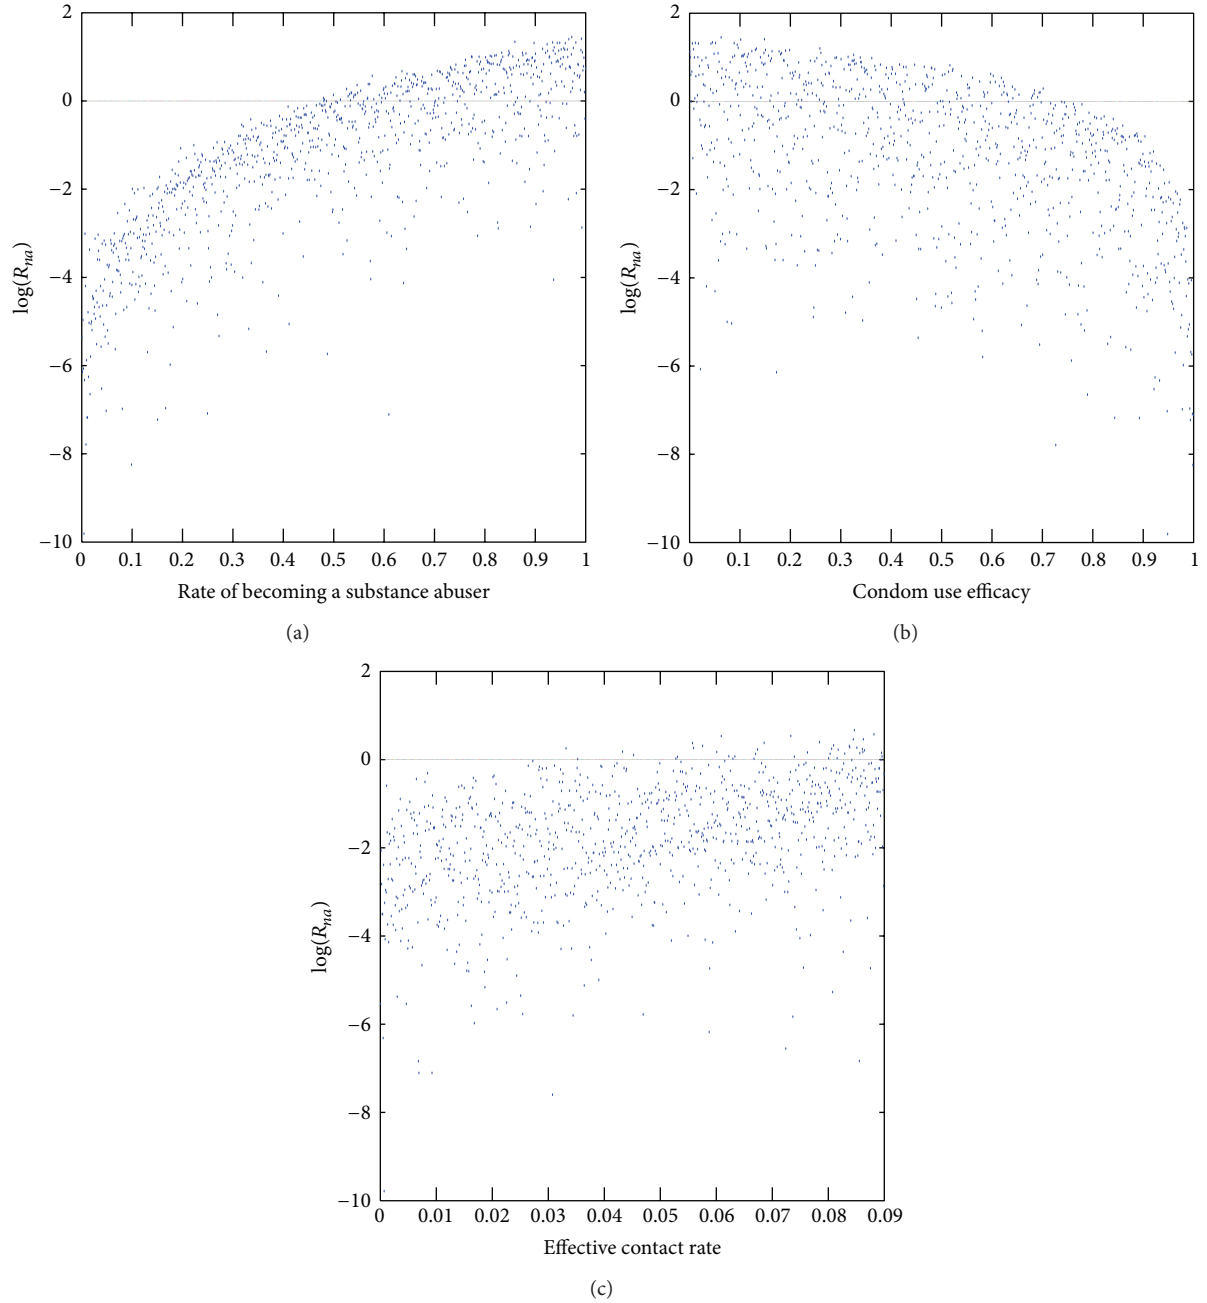 2
0
−2
−4
−6
−8
−10
log(R_na)
0 0.1 0.2 0.3 0.4 0.5 0.6 0.7 0.8 0.9 1
Rate of becoming a substance abuser
(a)
2
0
−2
−4
−6
−8
−10
log(R_na)
0 0.1 0.2 0.3 0.4 0.5 0.6 0.7 0.8 0.9 1
Condom use efficacy
(b)
2
0
−2
−4
−6
−8
−10
log(R_na)
0 0.01 0.02 0.03 0.04 0.05 0.06 0.07 0.08 0.09
Effective contact rate
(c)